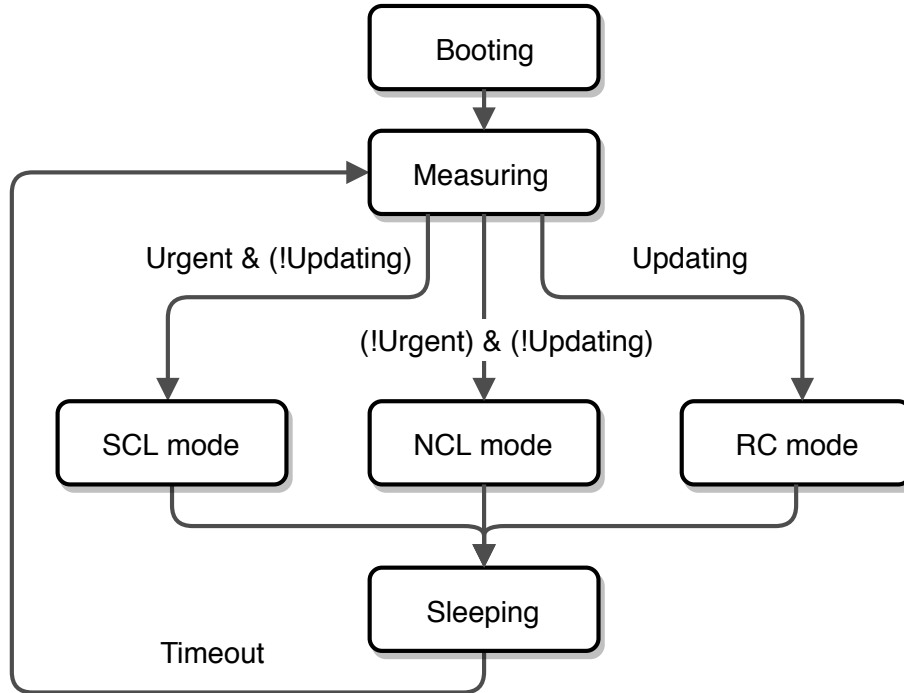 Booting
Measuring
Urgent & (!Updating)
Updating
(!Urgent) & (!Updating)
SCL mode
NCL mode
RC mode
Sleeping
Timeout